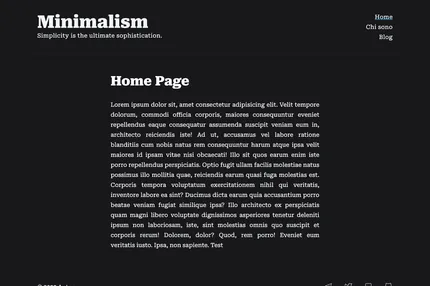 Minimalism
Simplicity is the ultimate sophistication.
Home
Chi sono
Blog
Home Page
Lorem ipsum dolor sit, amet consectetur adipisicing elit. Velit tempore
dolorum, commodi officia corporis, maiores consequuntur eveniet
repellendus eaque consequatur assumenda suscipit veniam eum in,
architecto reiciendis iste! Ad ut, accusamus vel labore ratione
blanditiis cum nobis natus rem consequuntur harum atque ipsa velit
maiores id ipsam vitae nisi obcaecati! Illo sit quos earum enim iste
porro repellendus perspiciatis. Optio fugit ullam facilis molestiae natus
possimus illo mollitia quae, reiciendis earum quasi fuga molestias est.
Corporis tempora voluptatum exercitationem nihil qui veritatis,
inventore labore ea sint? Ducimus dicta earum quia accusantium porro
beatae veniam fugiat similique ipsa? Illo architecto ex perspiciatis
quam magni libero voluptate dignissimos asperiores tenetur deleniti
ipsum non laboriosam, iste, sint molestias omnis quo suscipit et
corporis rerum! Dolorem, dolor? Quod, rem porro! Eveniet eum
veritatis iusto. Ipsa, non sapiente. Test